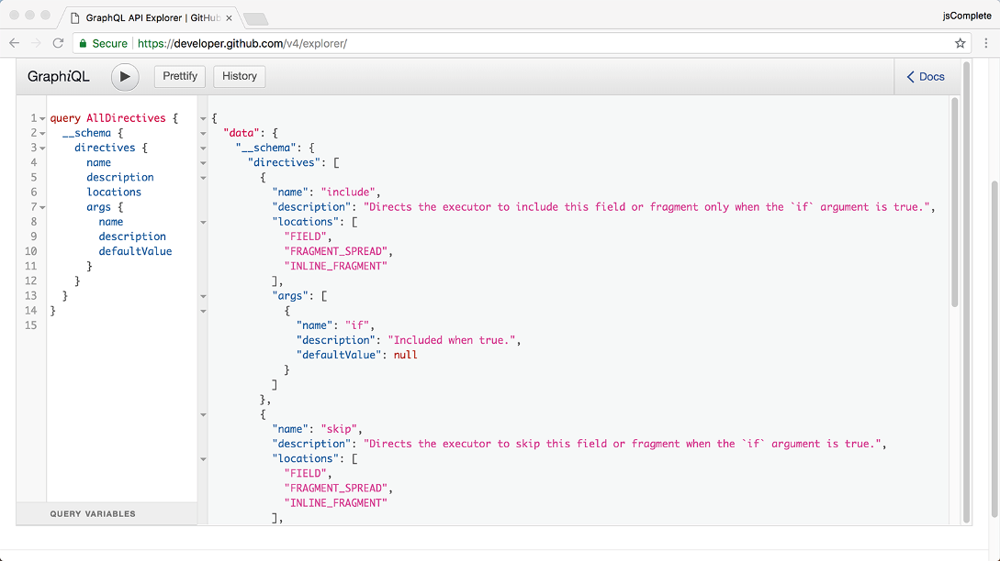 GraphQL API Explorer | GitHub
jsComplete
Secure
https://developer.github.com/v4/explorer/
GraphiQL
Prettify
History
Docs
1 query AllDirectives {
2 __schema {
3 directives {
4 name
5 description
6 locations
7 args {
8 name
9 description
10 defaultValue
11 }
12 }
13 }
14 }
15
QUERY VARIABLES
{
"data": {
"__schema": {
"directives": [
{
"name": "include",
"description": "Directs the executor to include this field or fragment only when the `if` argument is true.",
"locations": [
"FIELD",
"FRAGMENT_SPREAD",
"INLINE_FRAGMENT"
],
"args": [
{
"name": "if",
"description": "Included when true.",
"defaultValue": null
}
]
},
{
"name": "skip",
"description": "Directs the executor to skip this field or fragment when the `if` argument is true.",
"locations": [
"FIELD",
"FRAGMENT_SPREAD",
"INLINE_FRAGMENT"
],